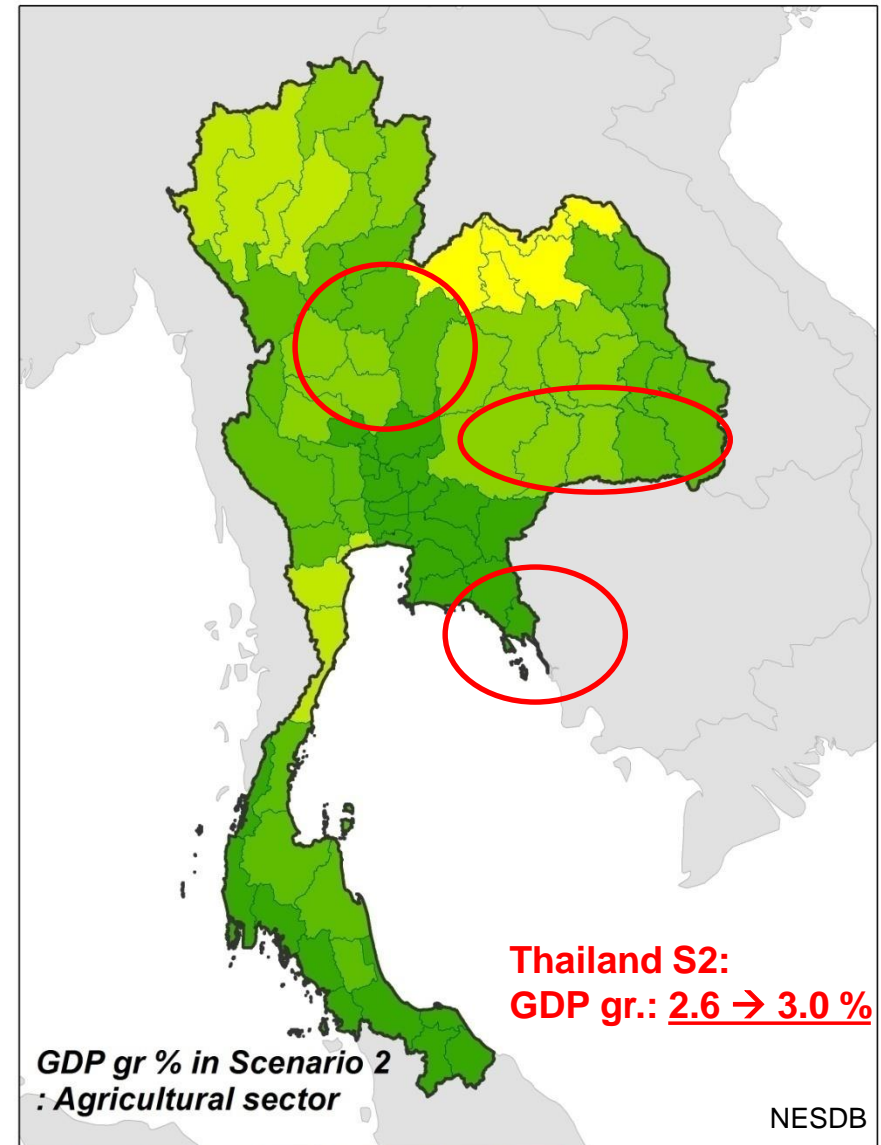 Thailand S2:
GDP gr.: 2.6 → 3.0 %
GDP gr % in Scenario 2
: Agricultural sector
NESDB